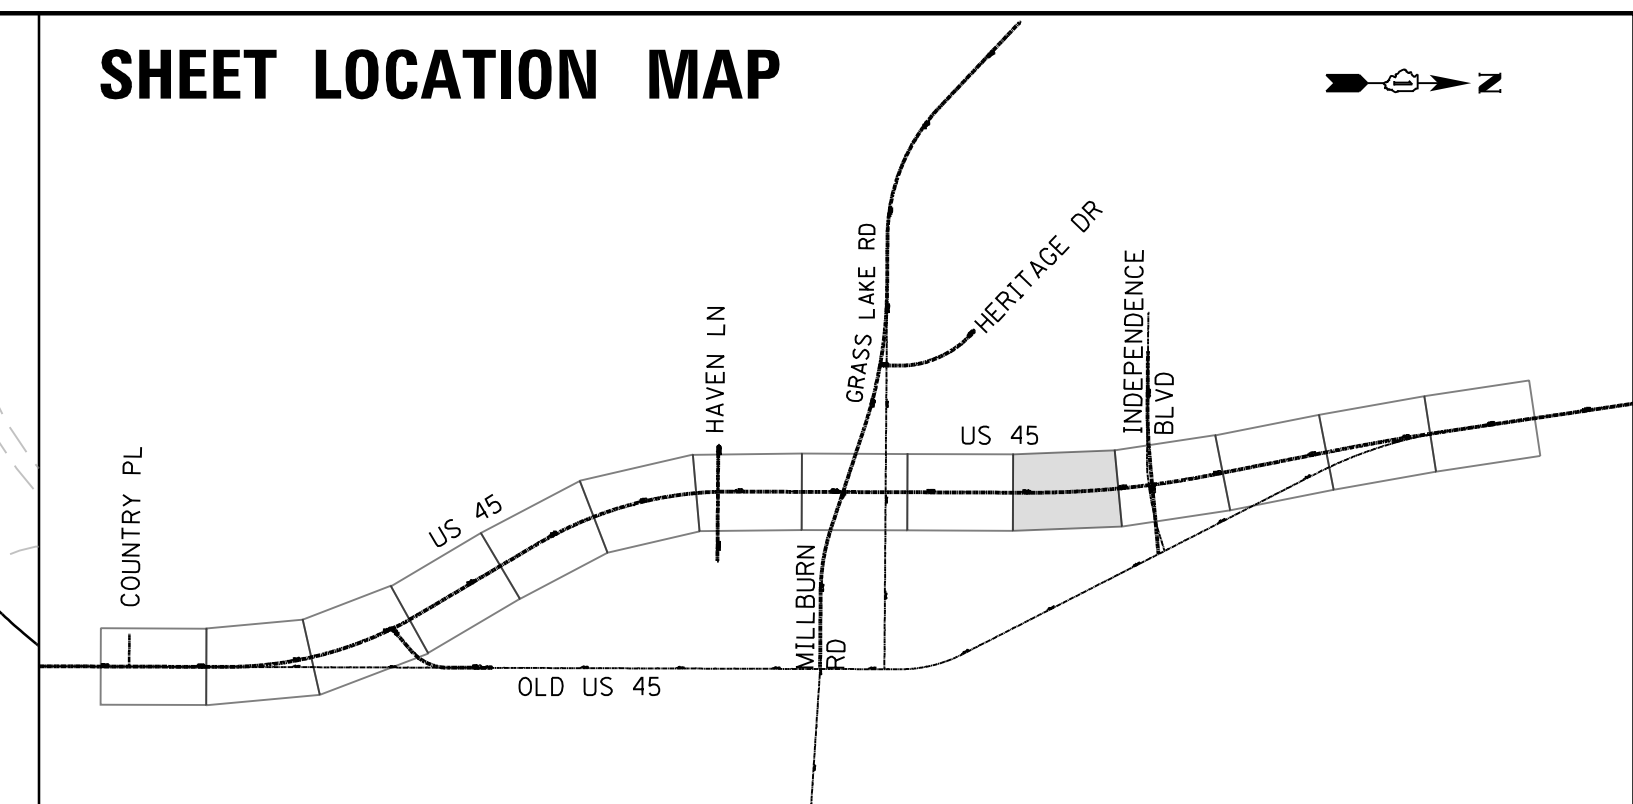 SHEET LOCATION MAP
N
GRASS LAKE RD
HERITAGE DR
INDEPENDENCE
BLVD
HAVEN LN
US 45
COUNTRY PL
US 45
MILLBURN
RD
OLD US 45